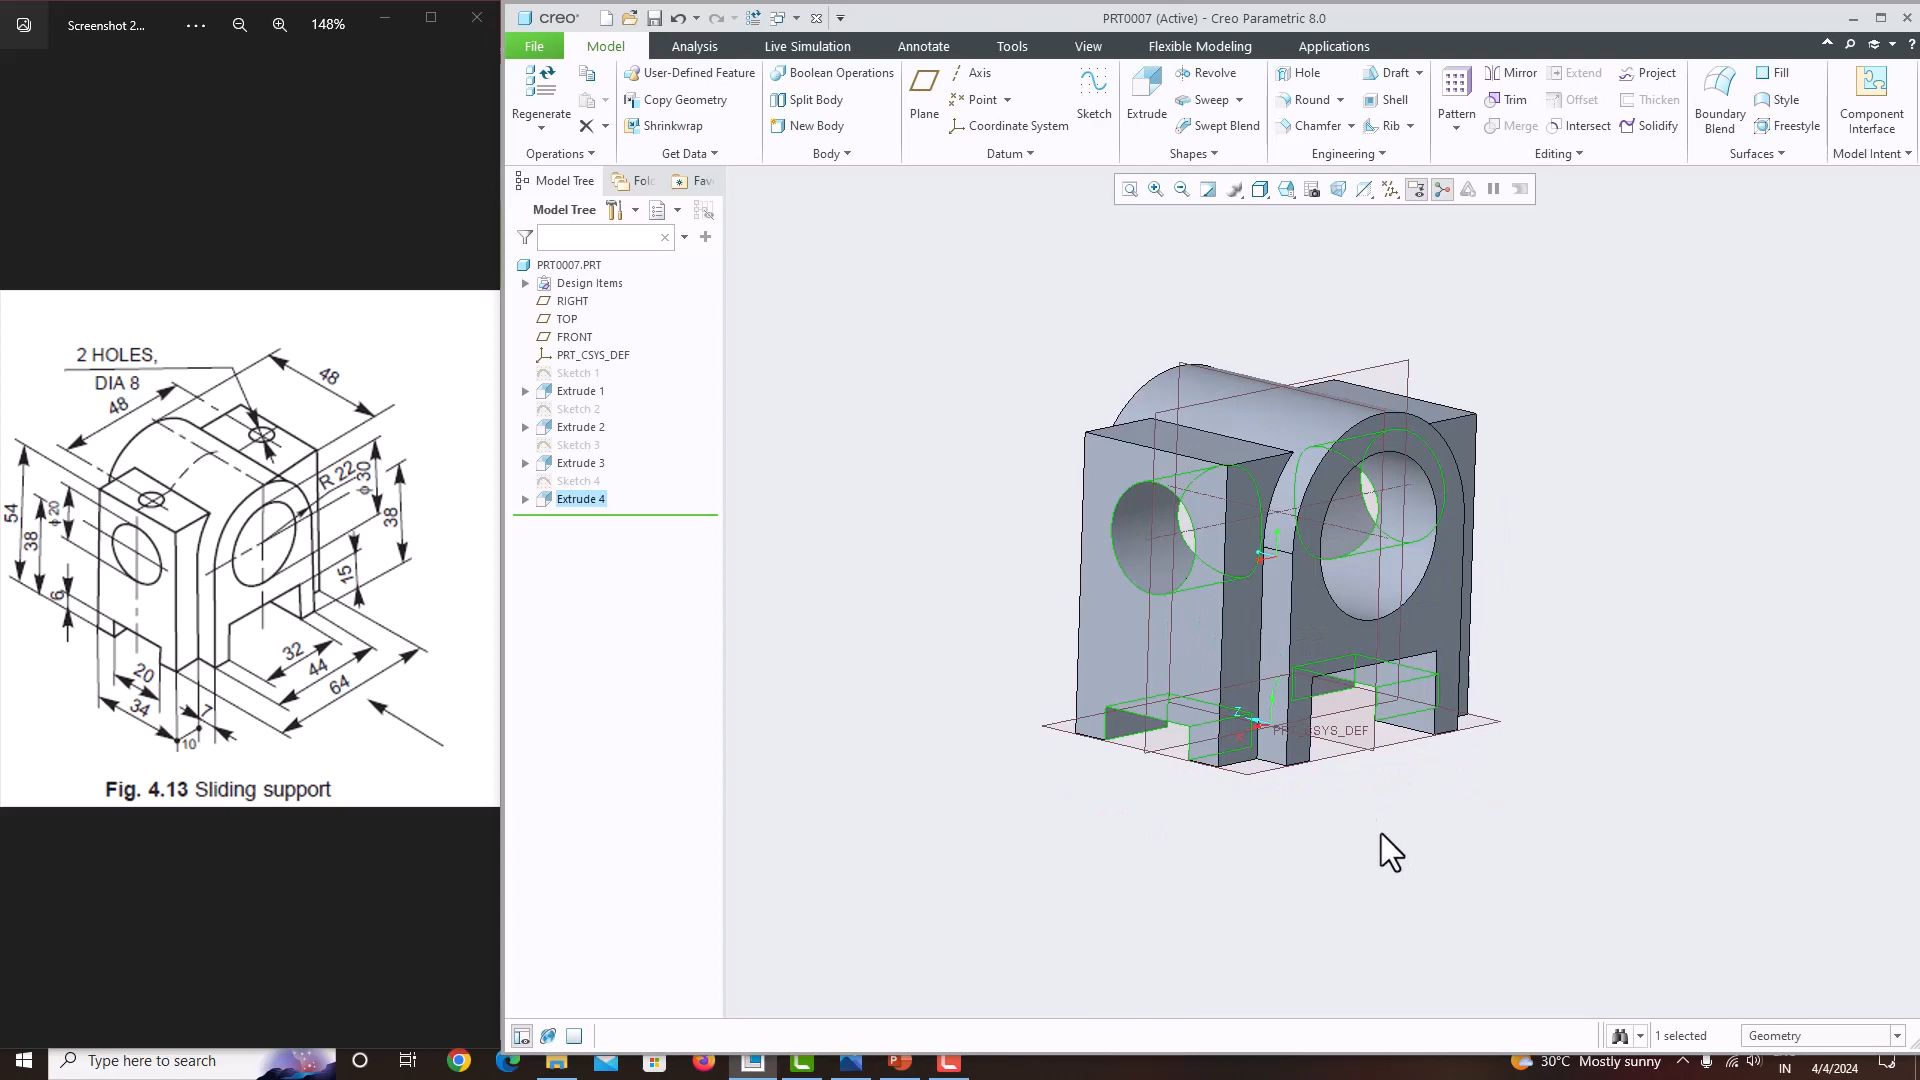 Screenshot 2...
148%
creo
PRT0007 (Active) - Creo Parametric 8.0
File
Model
Analysis
Live Simulation
Annotate
Tools
View
Flexible Modeling
Applications
Regenerate
User-Defined Feature
Copy Geometry
Shrinkwrap
Boolean Operations
Split Body
New Body
Plane
Axis
Point
Coordinate System
Sketch
Extrude
Revolve
Sweep
Swept Blend
Hole
Round
Chamfer
Draft
Shell
Rib
Pattern
Mirror
Trim
Merge
Extend
Offset
Intersect
Project
Thicken
Solidify
Boundary
Blend
Fill
Style
Freestyle
Component
Interface
Operations
Get Data
Body
Datum
Shapes
Engineering
Editing
Surfaces
Model Intent
Model Tree
Fol
Fav
Model Tree
PRT0007.PRT
Design Items
RIGHT
TOP
FRONT
PRT_CSYS_DEF
Sketch 1
Extrude 1
Sketch 2
Extrude 2
Sketch 3
Extrude 3
Sketch 4
Extrude 4
2 HOLES,
DIA 8
48
48
R 22
ϕ 30
38
15
54
38
ϕ 20
6
20
34
7
10
32
44
64
Fig. 4.13 Sliding support
Z
X
PRT_CSYS_DEF
1 selected
Geometry
Type here to search
30°C Mostly sunny
IN
4/4/2024